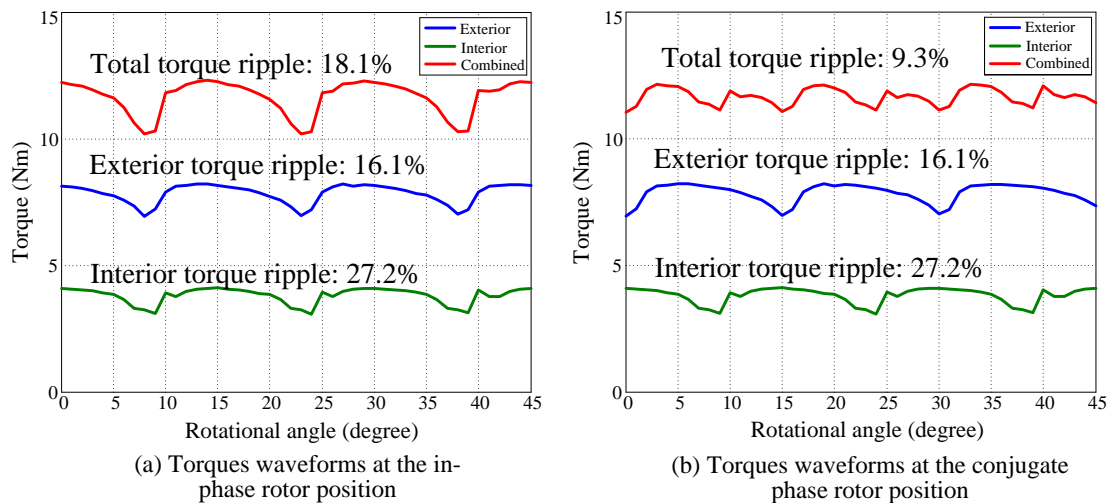 15
10
5
0
Torque (Nm)
Exterior
Interior
Combined
Total torque ripple: 18.1%
Exterior torque ripple: 16.1%
Interior torque ripple: 27.2%
0 5 10 15 20 25 30 35 40 45
Rotational angle (degree)
(a) Torques waveforms at the in-
phase rotor position
15
10
5
0
Torque (Nm)
Exterior
Interior
Combined
Total torque ripple: 9.3%
Exterior torque ripple: 16.1%
Interior torque ripple: 27.2%
0 5 10 15 20 25 30 35 40 45
Rotational angle (degree)
(b) Torques waveforms at the conjugate
phase rotor position